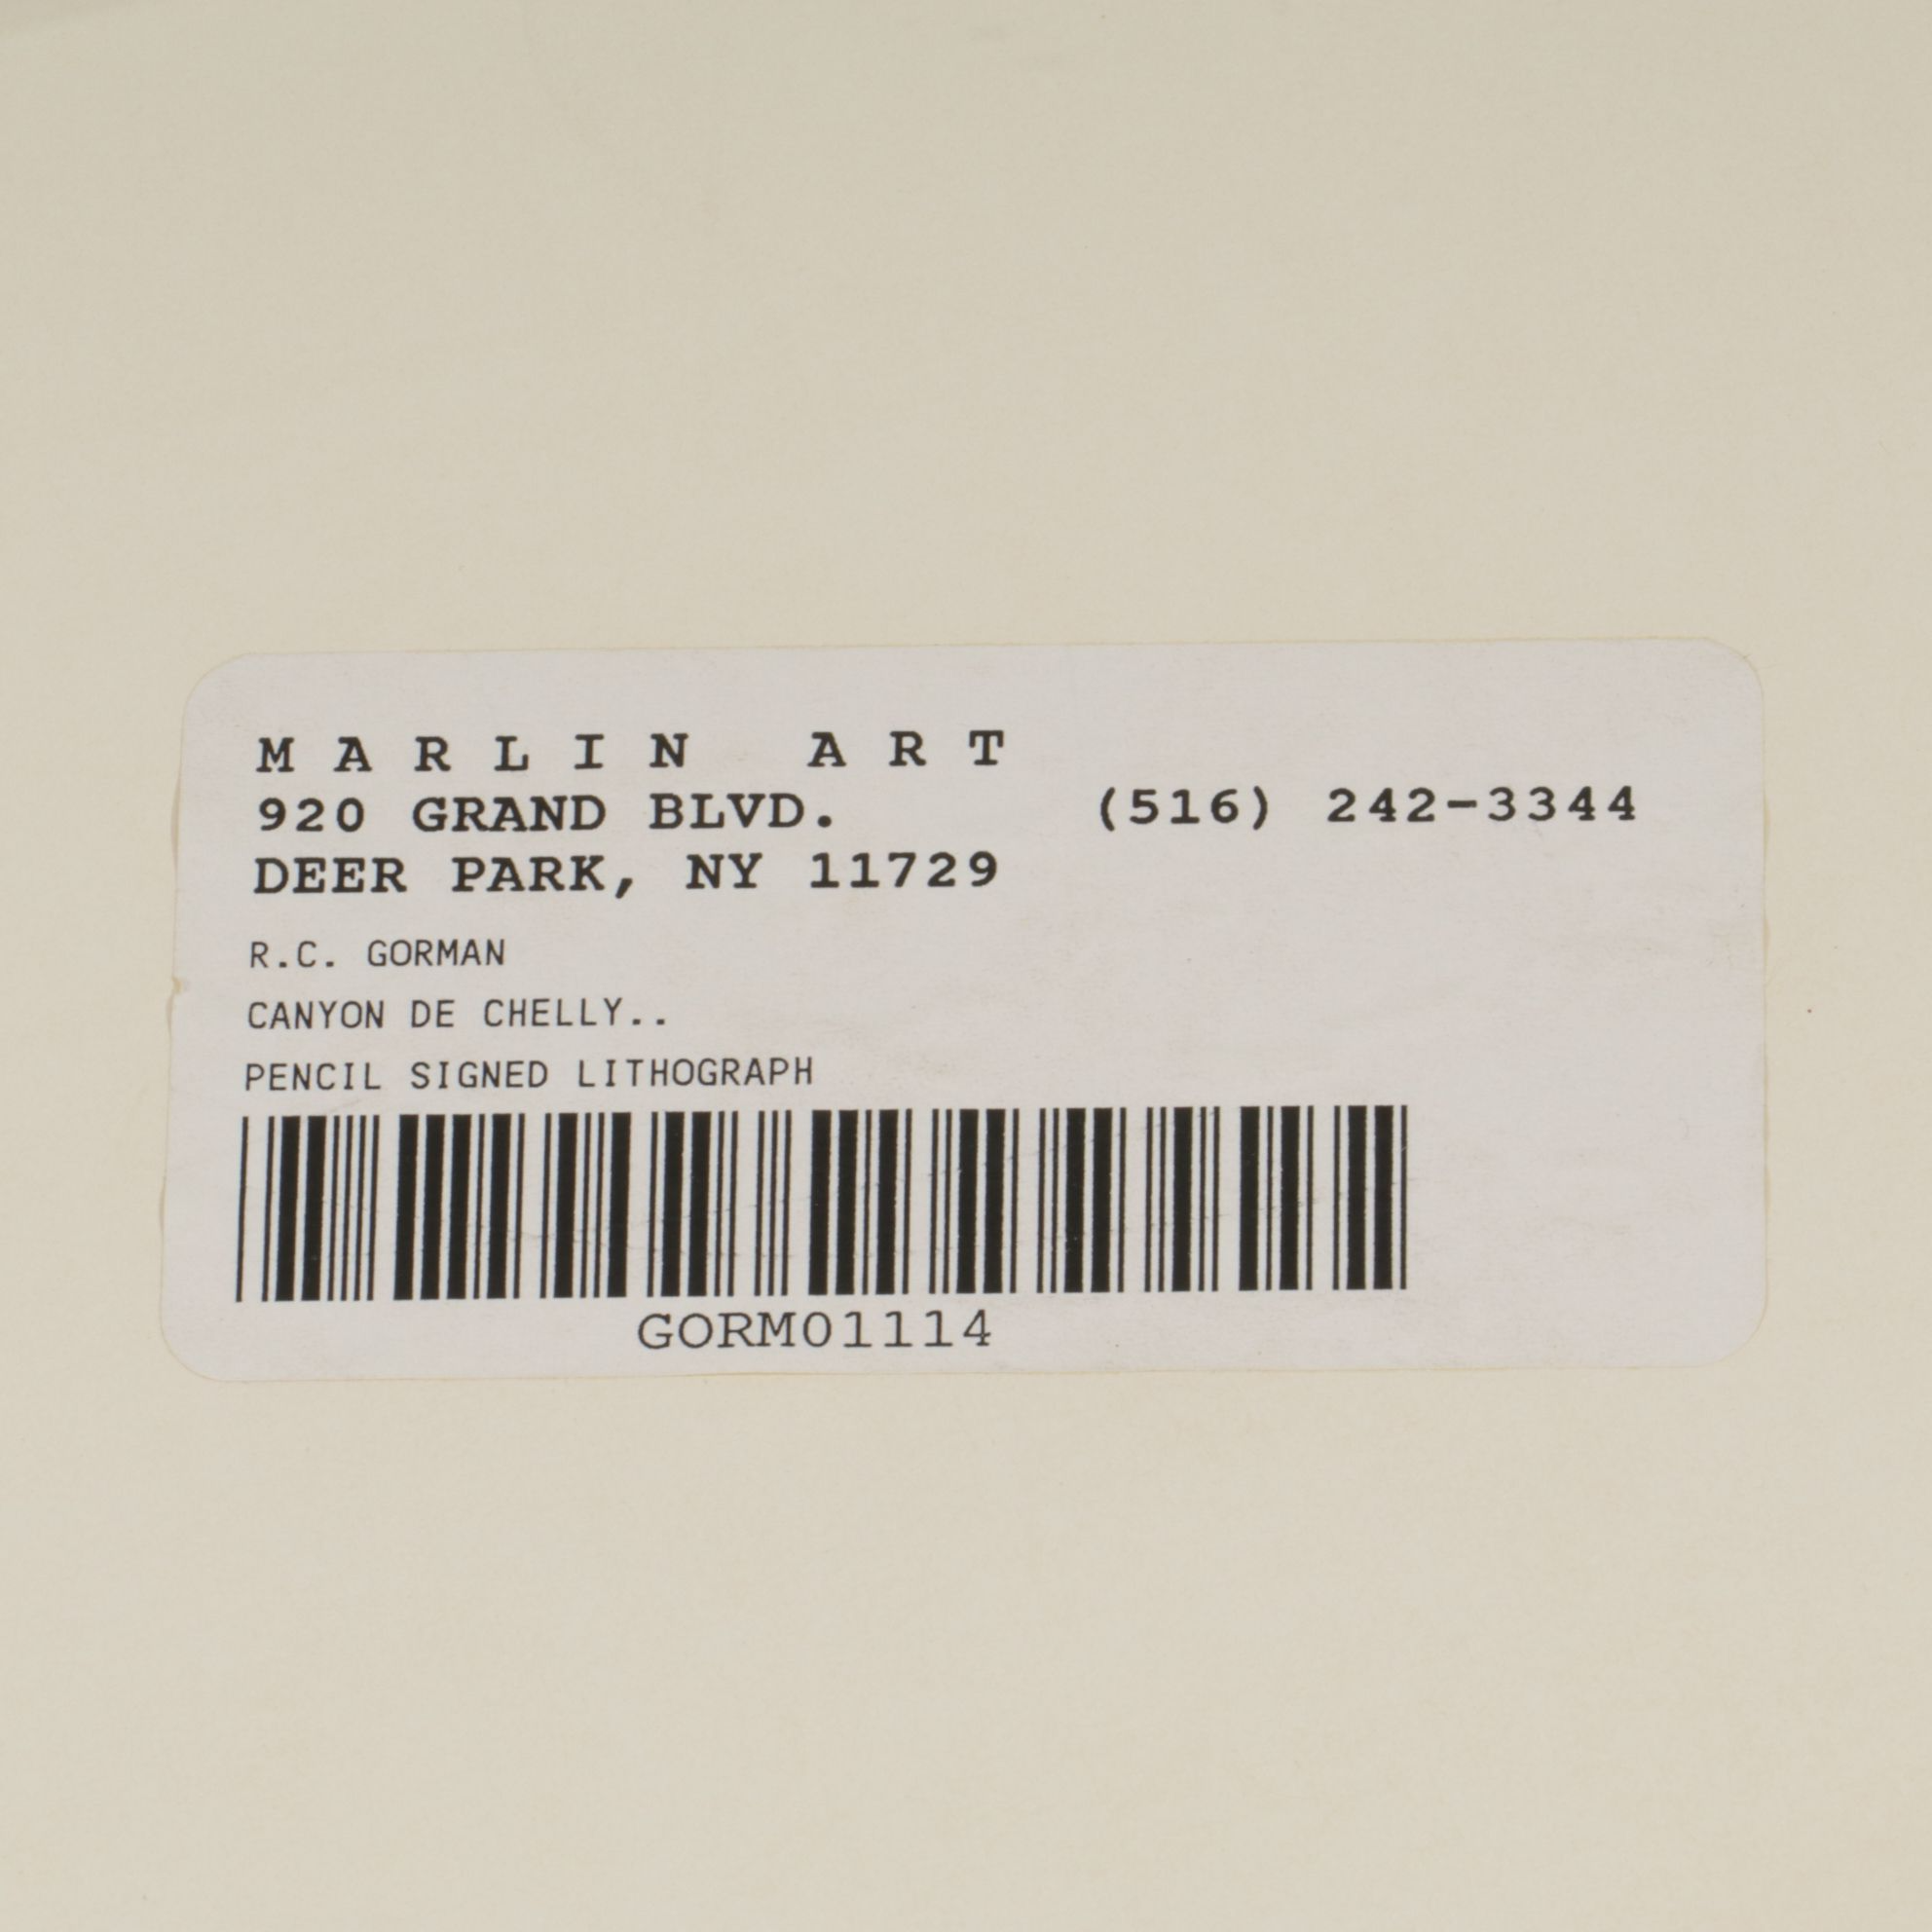 MARLIN ART
920 GRAND BLVD. (516) 242-3344
DEER PARK, NY 11729
R.C. GORMAN
CANYON DE CHELLY..
PENCIL SIGNED LITHOGRAPH
GORM01114